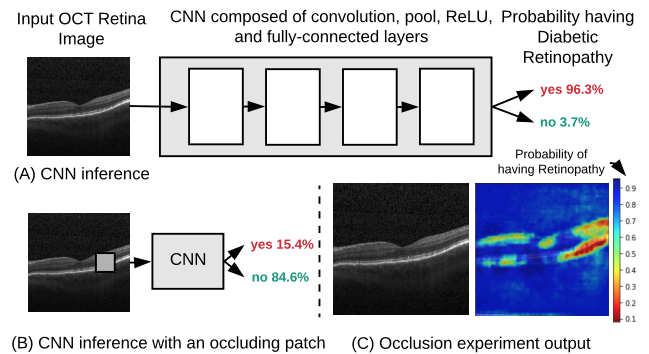 Input OCT Retina
Image
CNN composed of convolution, pool, ReLU,
and fully-connected layers
Probability having
Diabetic
Retinopathy
yes 96.3%
no 3.7%
(A) CNN inference
Probability of
having Retinopathy
0.9
0.8
0.7
0.6
0.5
0.4
0.3
0.2
0.1
CNN
yes 15.4%
no 84.6%
(B) CNN inference with an occluding patch
(C) Occlusion experiment output